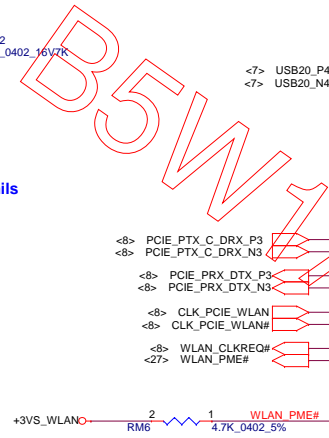 2
_0402_16V7K
<7> USB20_P4
<7> USB20_N4
B5W1
ils
<8> PCIE_PTX_C_DRX_P3
<8> PCIE_PTX_C_DRX_N3
<8> PCIE_PRX_DTX_P3
<8> PCIE_PRX_DTX_N3
<8> CLK_PCIE_WLAN
<8> CLK_PCIE_WLAN#
<8> WLAN_CLKREQ#
<27> WLAN_PME#
+3VS_WLAN 2 1 WLAN_PME#
RM6 4.7K_0402_5%